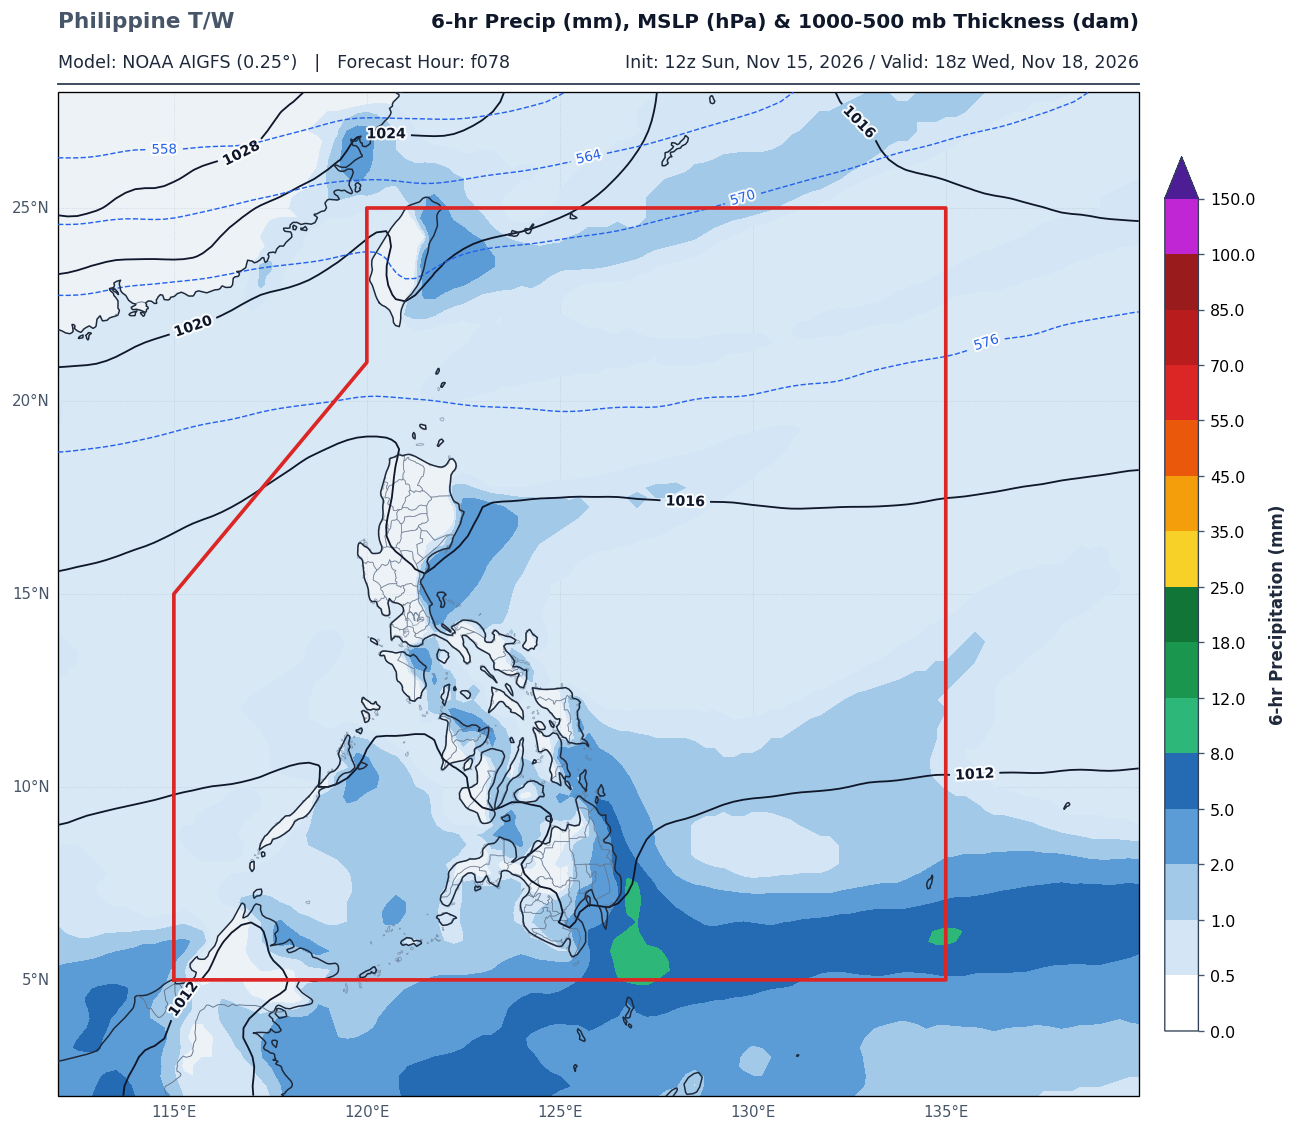 Philippine T/W
6-hr Precip (mm), MSLP (hPa) & 1000-500 mb Thickness (dam)
Model: NOAA AIGFS (0.25°) | Forecast Hour: f078
Init: 12z Sun, Nov 15, 2026 / Valid: 18z Wed, Nov 18, 2026
1024
1016
558
1028
564
570
25°N
1020
576
20°N
1016
15°N
1012
10°N
1012
5°N
115°E
120°E
125°E
130°E
135°E
150.0
100.0
85.0
70.0
55.0
45.0
35.0
25.0
18.0
12.0
8.0
5.0
2.0
1.0
0.5
0.0
6-hr Precipitation (mm)